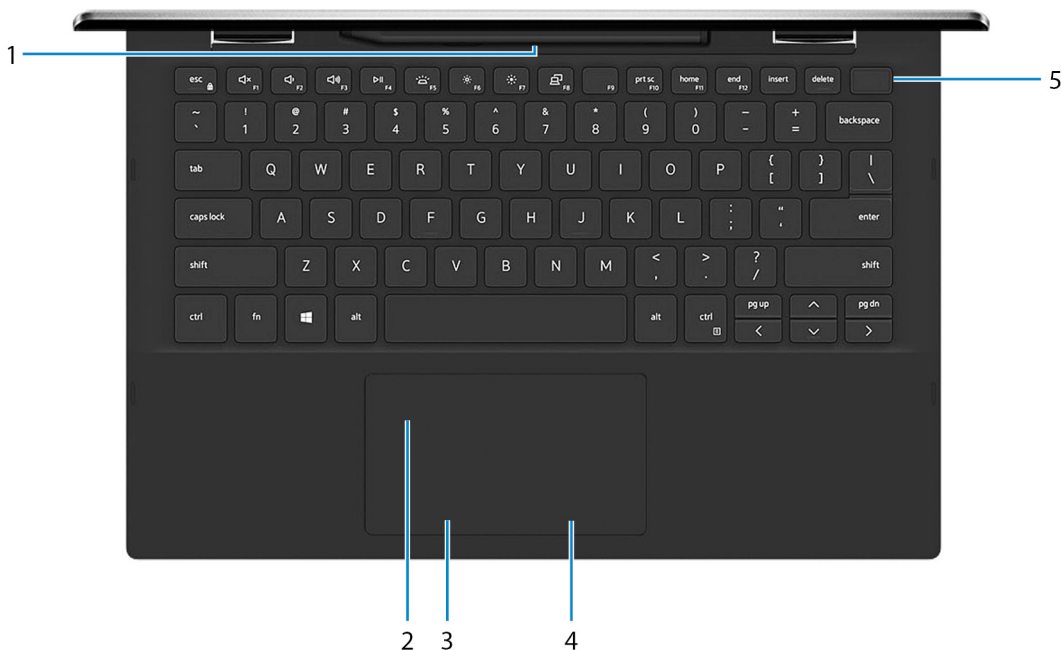 1
5
esc F1 F2 F3 F4 F5 F6 F7 F8 F9 prt sc F10 home F11 end F12 insert delete
~ ! @ # $ % ^ & * ( ) _ +
` 1 2 3 4 5 6 7 8 9 0 - = backspace
tab Q W E R T Y U I O P { [ } ] | \
caps lock A S D F G H J K L : ; “ ‘ enter
shift Z X C V B N M < , > . ? / shift
ctrl fn alt alt ctrl pg up ^ pg dn
< v >
2 3 4